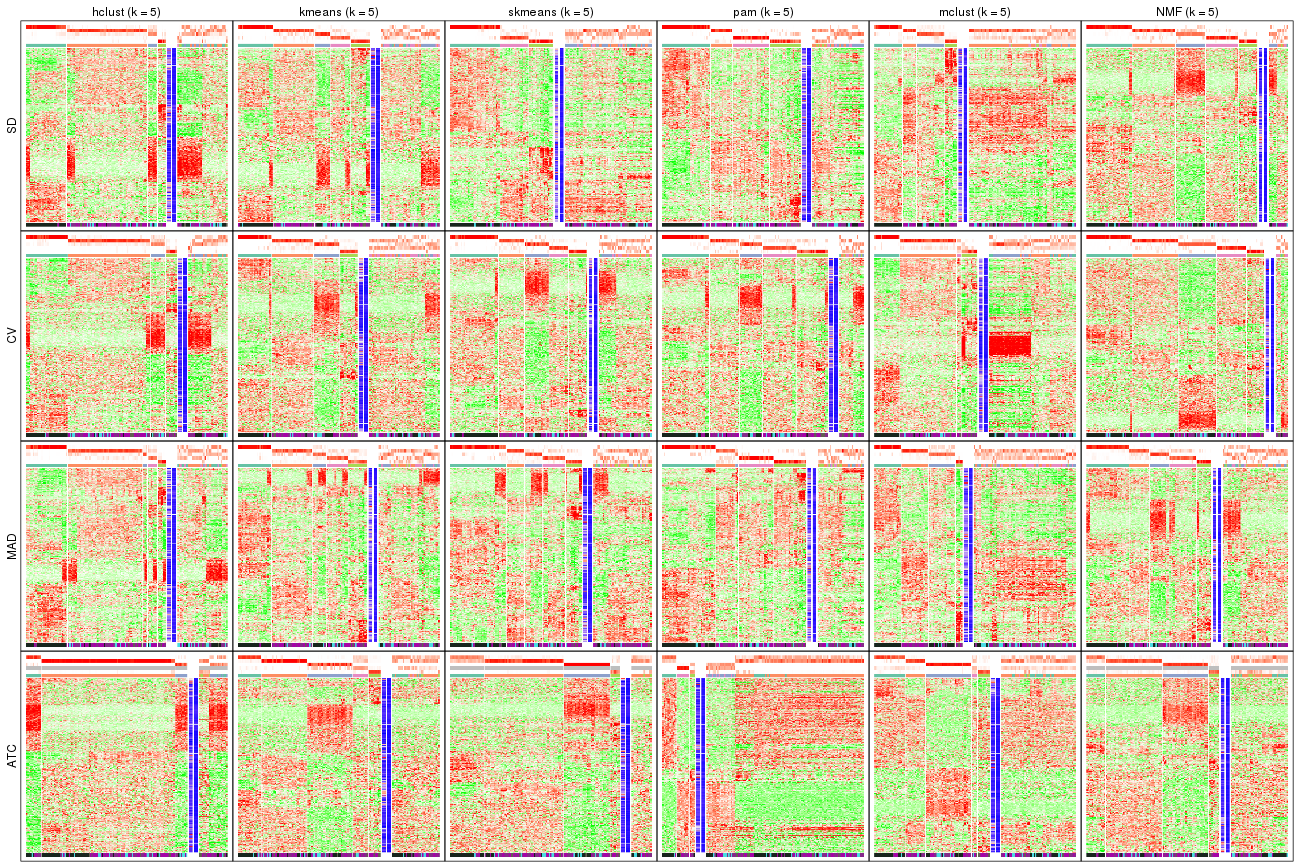 hclust (k = 5) kmeans (k = 5) skmeans (k = 5) pam (k = 5) mclust (k = 5) NMF (k = 5)
SD
CV
MAD
ATC